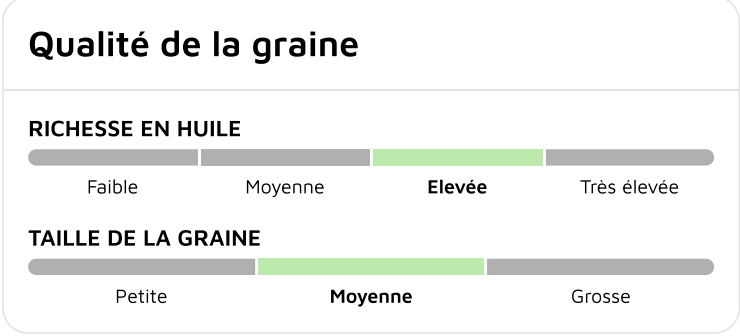 Qualité de la graine
RICHESSE EN HUILE
Faible Moyenne Elevée Très élevée
TAILLE DE LA GRAINE
Petite Moyenne Grosse